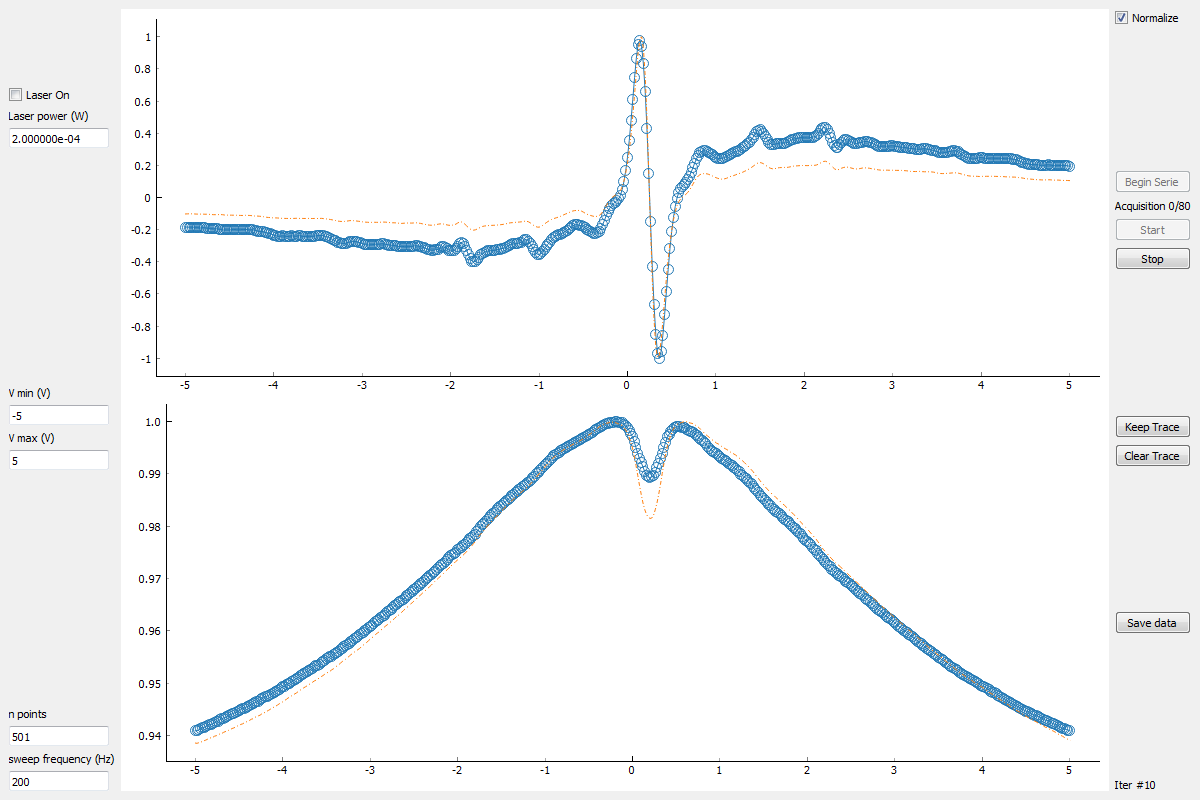 Normalize
Laser On
Laser power (W)
2.000000e-04
1
0.8
0.6
0.4
0.2
0
-0.2
-0.4
-0.6
-0.8
-1
-5 -4 -3 -2 -1 0 1 2 3 4 5
Begin Serie
Acquisition 0/80
Start
Stop
V min (V)
-5
V max (V)
5
1.0
0.99
0.98
0.97
0.96
0.95
0.94
-5 -4 -3 -2 -1 0 1 2 3 4 5
Keep Trace
Clear Trace
Save data
n points
501
sweep frequency (Hz)
200
Iter #10